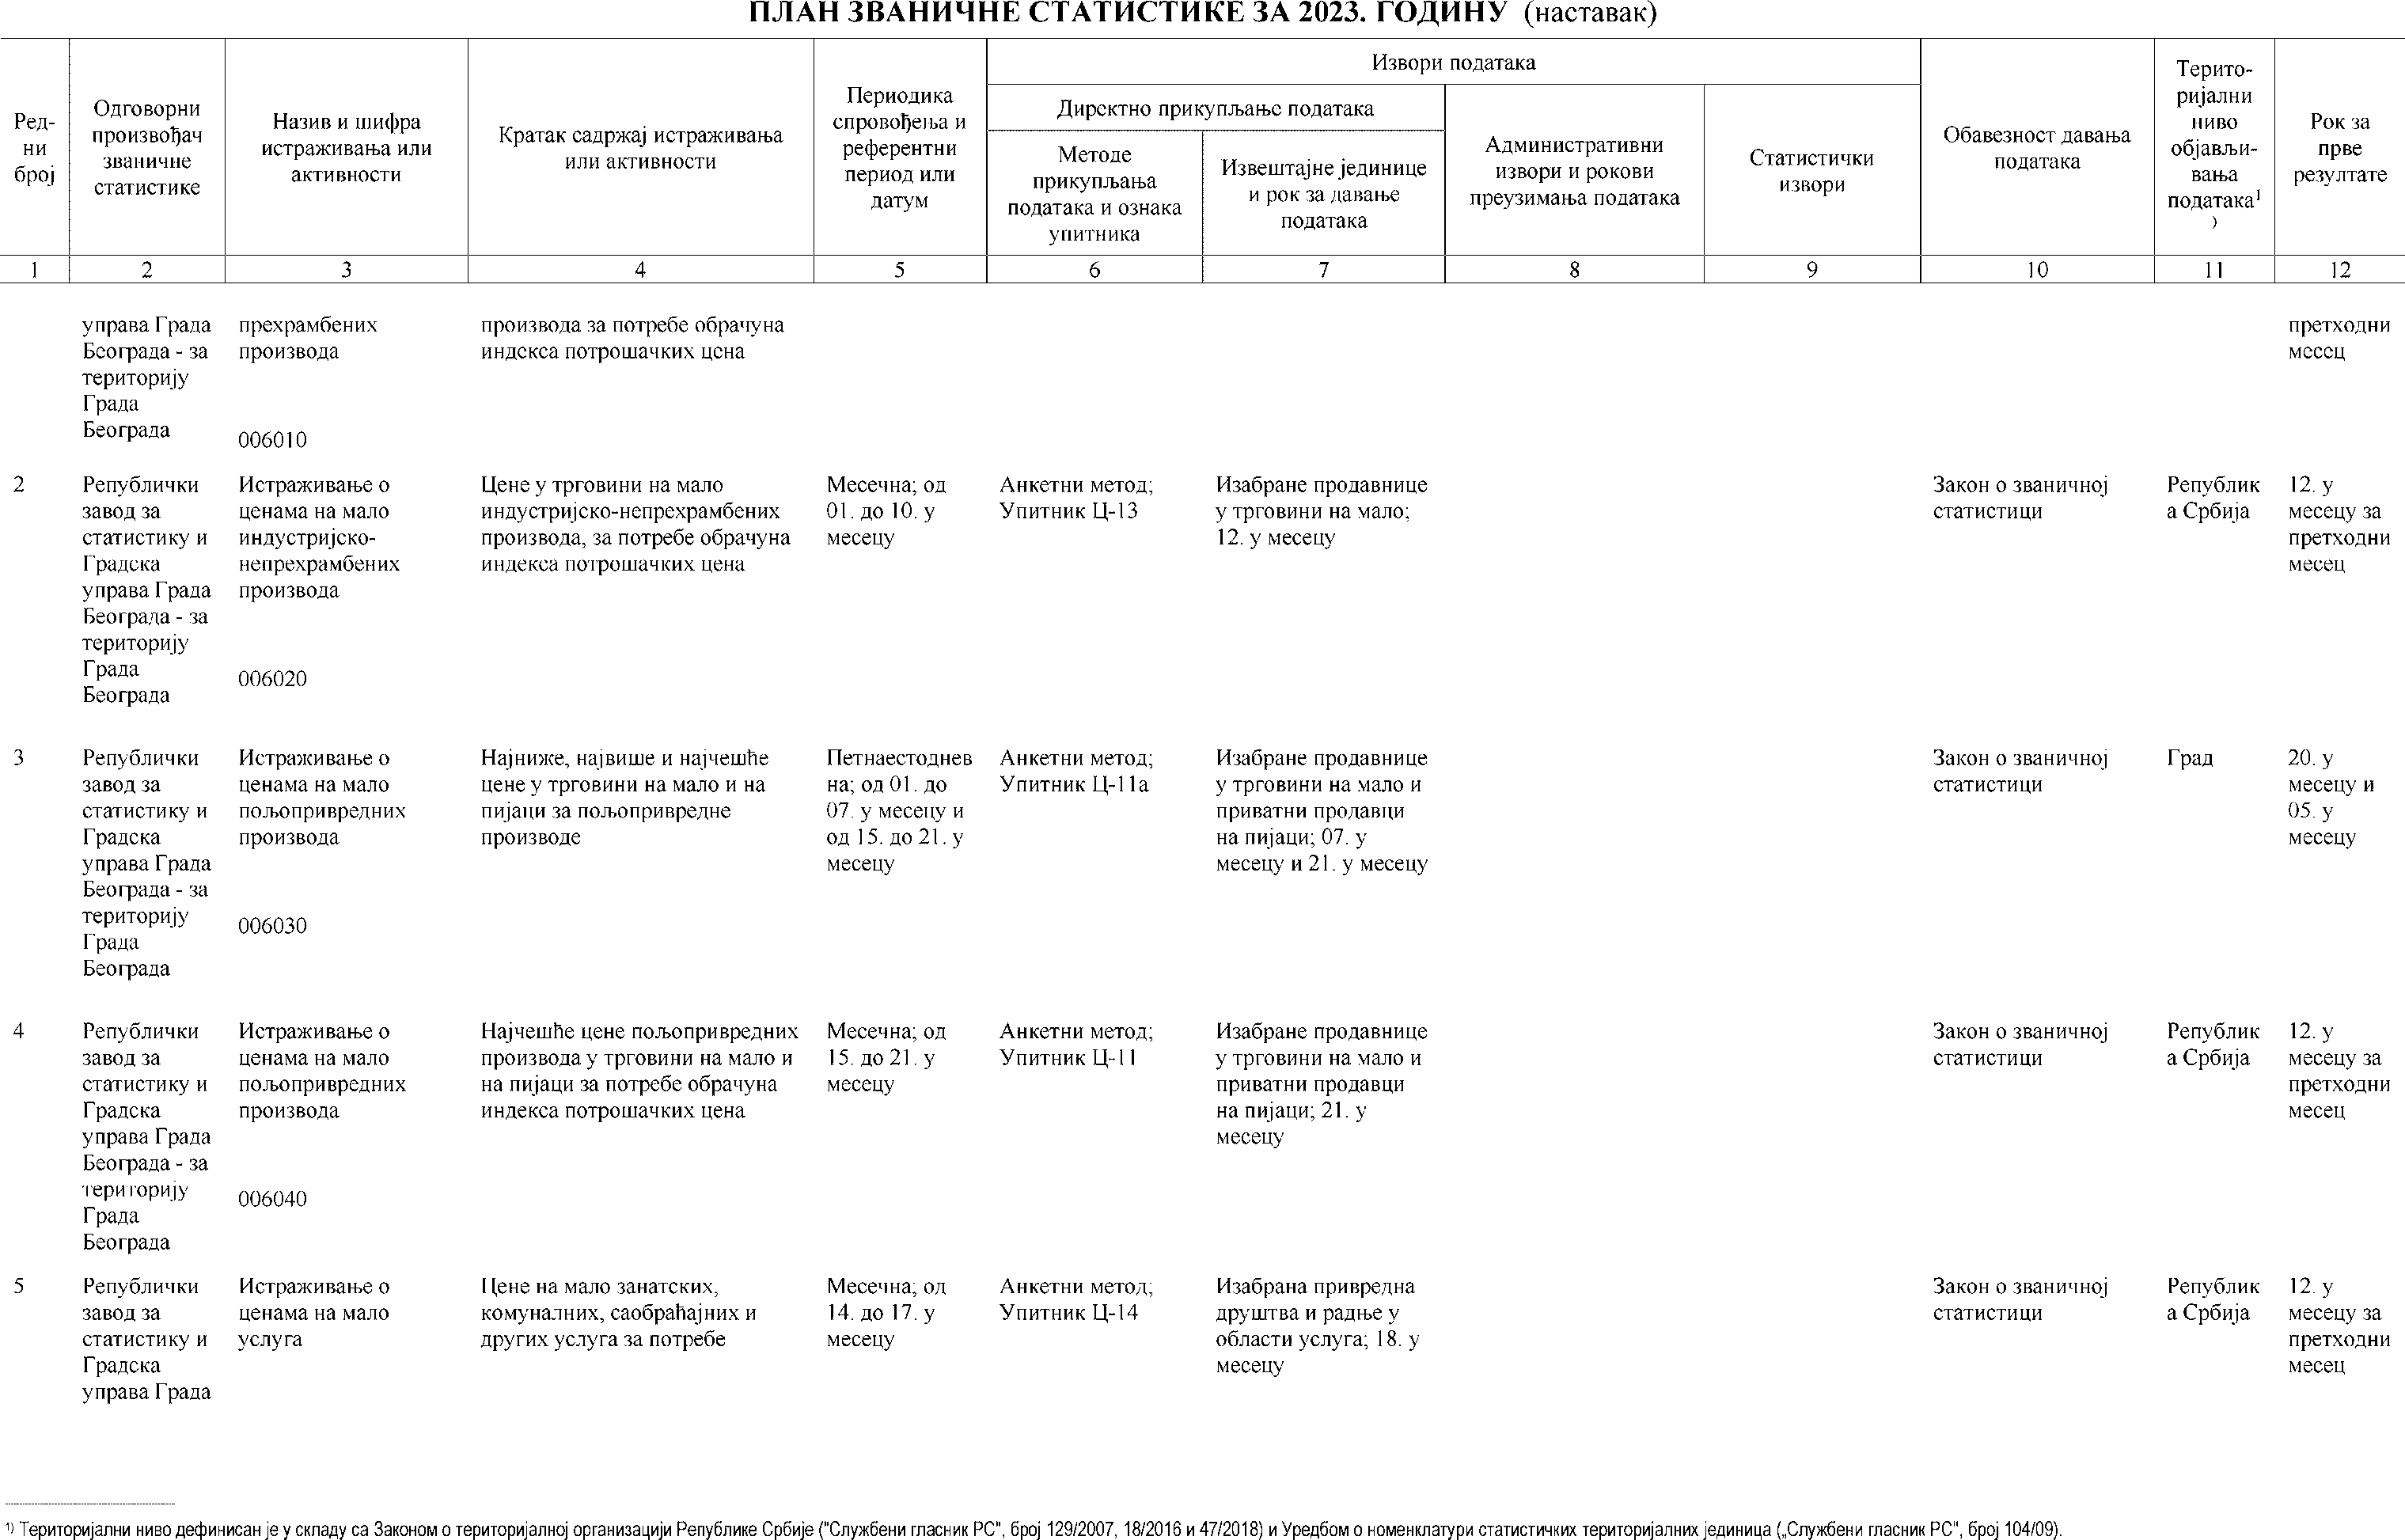 ПЛАН ЗВАНИЧНЕ СТАТИСТИКЕ ЗА 2023. ГОДИНУ (наставак)
Ред-
ни
број
Одговорни
произвођач
званичне
статистике
Назив и шифра
истраживања или
активности
Кратак садржај истраживања
или активности
Периодика
спровођења и
референтни
период или
датум
Извори података
Директно прикупљање података
Методе
прикупљања
података и ознака
упитника
Извештајне јединице
и рок за давање
података
Административни
извори и рокови
преузимања података
Статистички
извори
Обавезност давања
података
Терито-
ријални
ниво
објављи-
вања
података¹
)
Рок за
прве
резултате
1 2 3 4 5 6 7 8 9 10 11 12
управа Града
Београда - за
територију
Града
Београда
прехрамбених
производа
006010
производа за потребе обрачуна
индекса потрошачких цена
претходни
месец
2
Републички
завод за
статистику и
Градска
управа Града
Београда - за
територију
Града
Београда
Истраживање о
ценама на мало
индустријско-
непрехрамбених
производа
006020
Цене у трговини на мало
индустријско-непрехрамбених
производа, за потребе обрачуна
индекса потрошачких цена
Месечна; од
01. до 10. у
месецу
Анкетни метод;
Упитник Ц-13
Изабране продавнице
у трговини на мало;
12. у месецу
Закон о званичној
статистици
Републик
а Србија
12. у
месецу за
претходни
месец
3
Републички
завод за
статистику и
Градска
управа Града
Београда - за
територију
Града
Београда
Истраживање о
ценама на мало
пољопривредних
производа
006030
Најниже, највише и најчешће
цене у трговини на мало и на
пијаци за пољопривредне
производе
Петнаестоднев
на; од 01. до
07. у месецу и
од 15. до 21. у
месецу
Анкетни метод;
Упитник Ц-11а
Изабране продавнице
у трговини на мало и
приватни продавци
на пијаци; 07. у
месецу и 21. у месецу
Закон о званичној
статистици
Град
20. у
месецу и
05. у
месецу
4
Републички
завод за
статистику и
Градска
управа Града
Београда - за
територију
Града
Београда
Истраживање о
ценама на мало
пољопривредних
производа
006040
Најчешће цене пољопривредних
производа у трговини на мало и
на пијаци за потребе обрачуна
индекса потрошачких цена
Месечна; од
15. до 21. у
месецу
Анкетни метод;
Упитник Ц-11
Изабране продавнице
у трговини на мало и
приватни продавци
на пијаци; 21. у
месецу
Закон о званичној
статистици
Републик
а Србија
12. у
месецу за
претходни
месец
5
Републички
завод за
статистику и
Градска
управа Града
Истраживање о
ценама на мало
услуга
Цене на мало занатских,
комуналних, саобраћајних и
других услуга за потребе
Месечна; од
14. до 17. у
месецу
Анкетни метод;
Упитник Ц-14
Изабрана привредна
друштва и радње у
области услуга; 18. у
месецу
Закон о званичној
статистици
Републик
а Србија
12. у
месецу за
претходни
месец
¹⁾ Територијални ниво дефинисан је у складу са Законом о територијалној организацији Републике Србије ("Службени гласник РС", број 129/2007, 18/2016 и 47/2018) и Уредбом о номенклатури статистичких територијалних јединица („Службени гласник РС", број 104/09).